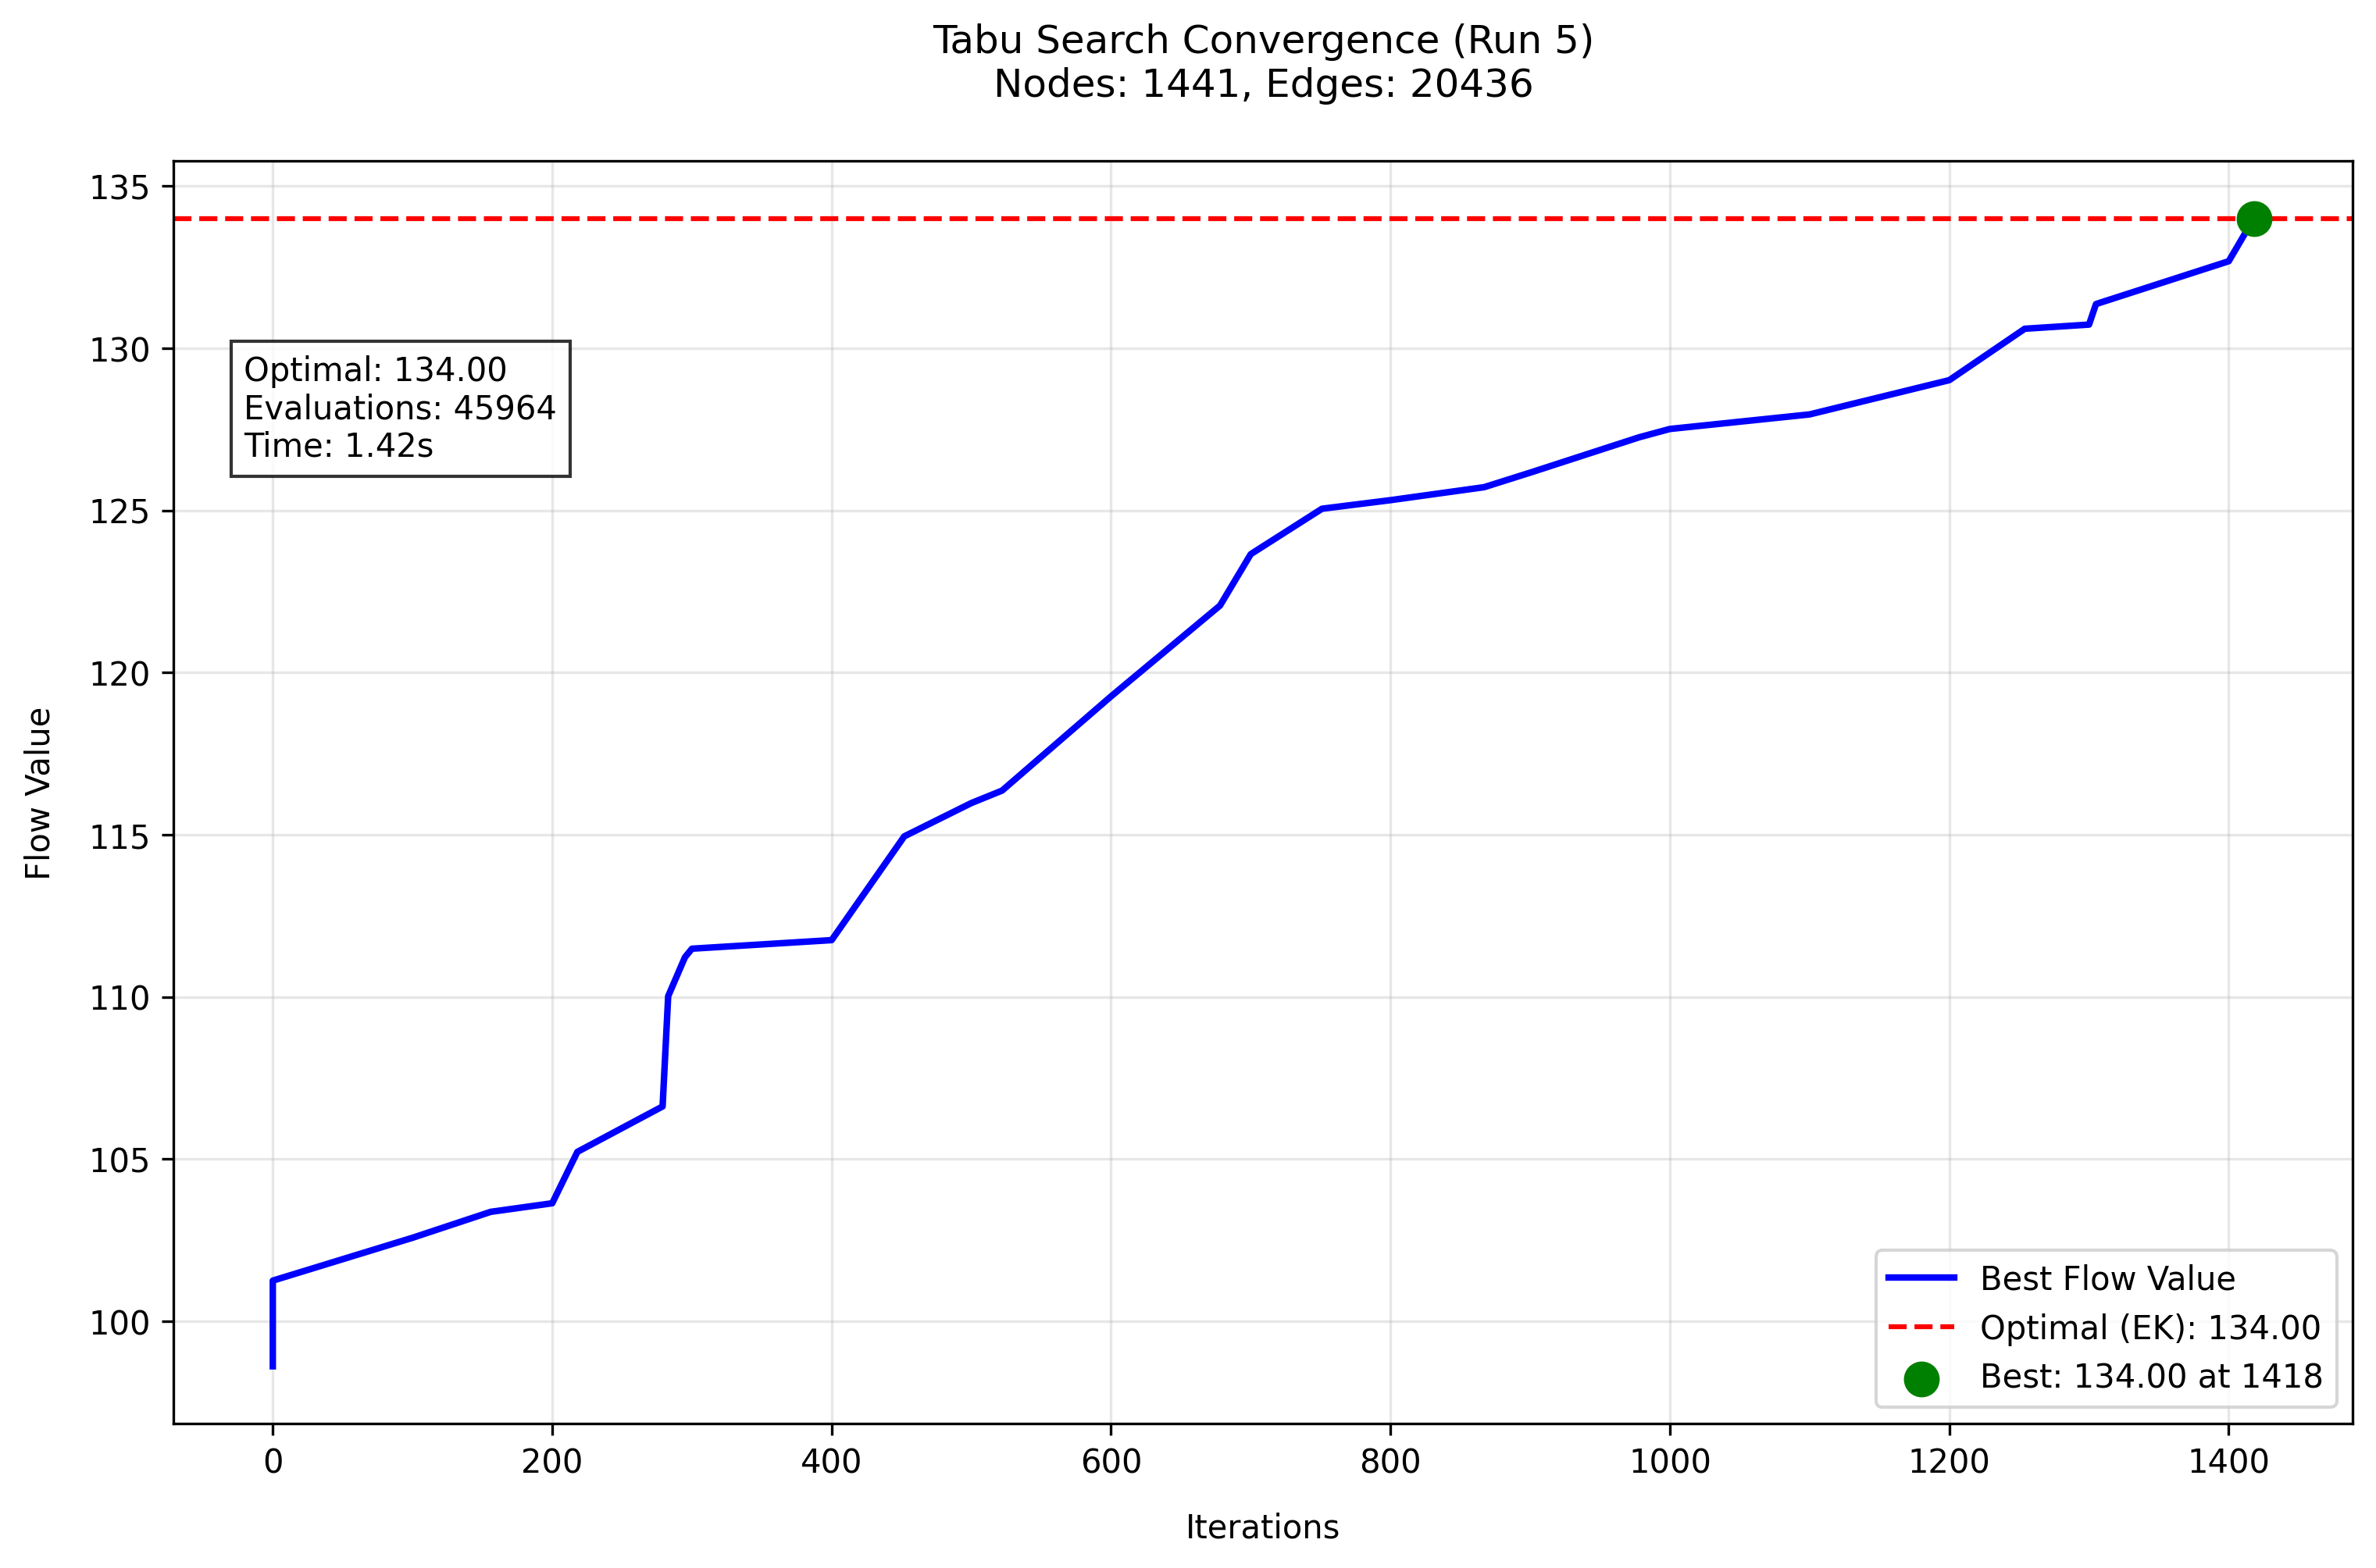 Tabu Search Convergence (Run 5)
Nodes: 1441, Edges: 20436
135
130
125
120
115
110
105
100
Flow Value
Optimal: 134.00
Evaluations: 45964
Time: 1.42s
Best Flow Value
Optimal (EK): 134.00
Best: 134.00 at 1418
0 200 400 600 800 1000 1200 1400
Iterations